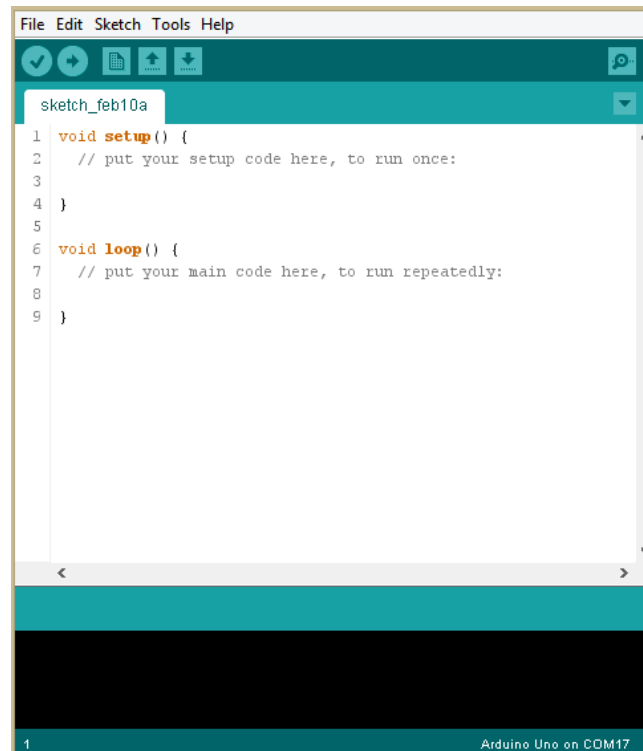 File Edit Sketch Tools Help
sketch_feb10a
1 void setup() {
2   // put your setup code here, to run once:
3
4 }
5
6 void loop() {
7   // put your main code here, to run repeatedly:
8
9 }
1 Arduino Uno on COM17